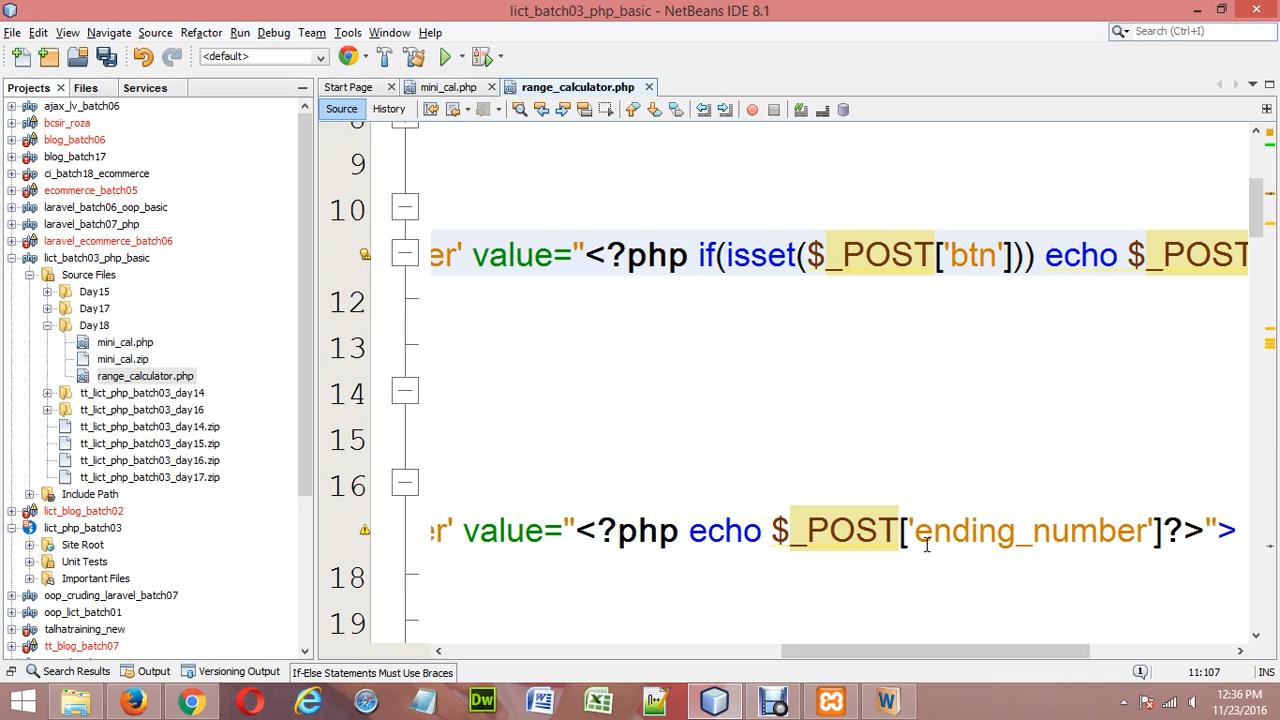 lict_batch03_php_basic - NetBeans IDE 8.1
File Edit View Navigate Source Refactor Run Debug Team Tools Window Help
Search (Ctrl+I)
<default>
Projects Files Services
Start Page mini_cal.php range_calculator.php
Source History
ajax_lv_batch06
bcsir_roza
blog_batch06
blog_batch17
ci_batch18_ecommerce
ecommerce_batch05
laravel_batch06_oop_basic
laravel_batch07_php
laravel_ecommerce_batch06
lict_batch03_php_basic
Source Files
Day15
Day17
Day18
mini_cal.php
mini_cal.zip
range_calculator.php
tt_lict_php_batch03_day14
tt_lict_php_batch03_day16
tt_lict_php_batch03_day14.zip
tt_lict_php_batch03_day15.zip
tt_lict_php_batch03_day16.zip
tt_lict_php_batch03_day17.zip
Include Path
lict_blog_batch02
lict_php_batch03
Site Root
Unit Tests
Important Files
oop_cruding_laravel_batch07
oop_lict_batch01
talhatraining_new
tt_blog_batch07
9
10
er' value="<?php if(isset($_POST['btn'])) echo $_POST
12
13
14
15
16
er' value="<?php echo $_POST['ending_number']?>">
18
19
Search Results Output Versioning Output If-Else Statements Must Use Braces
11:107 INS
12:36 PM
11/23/2016